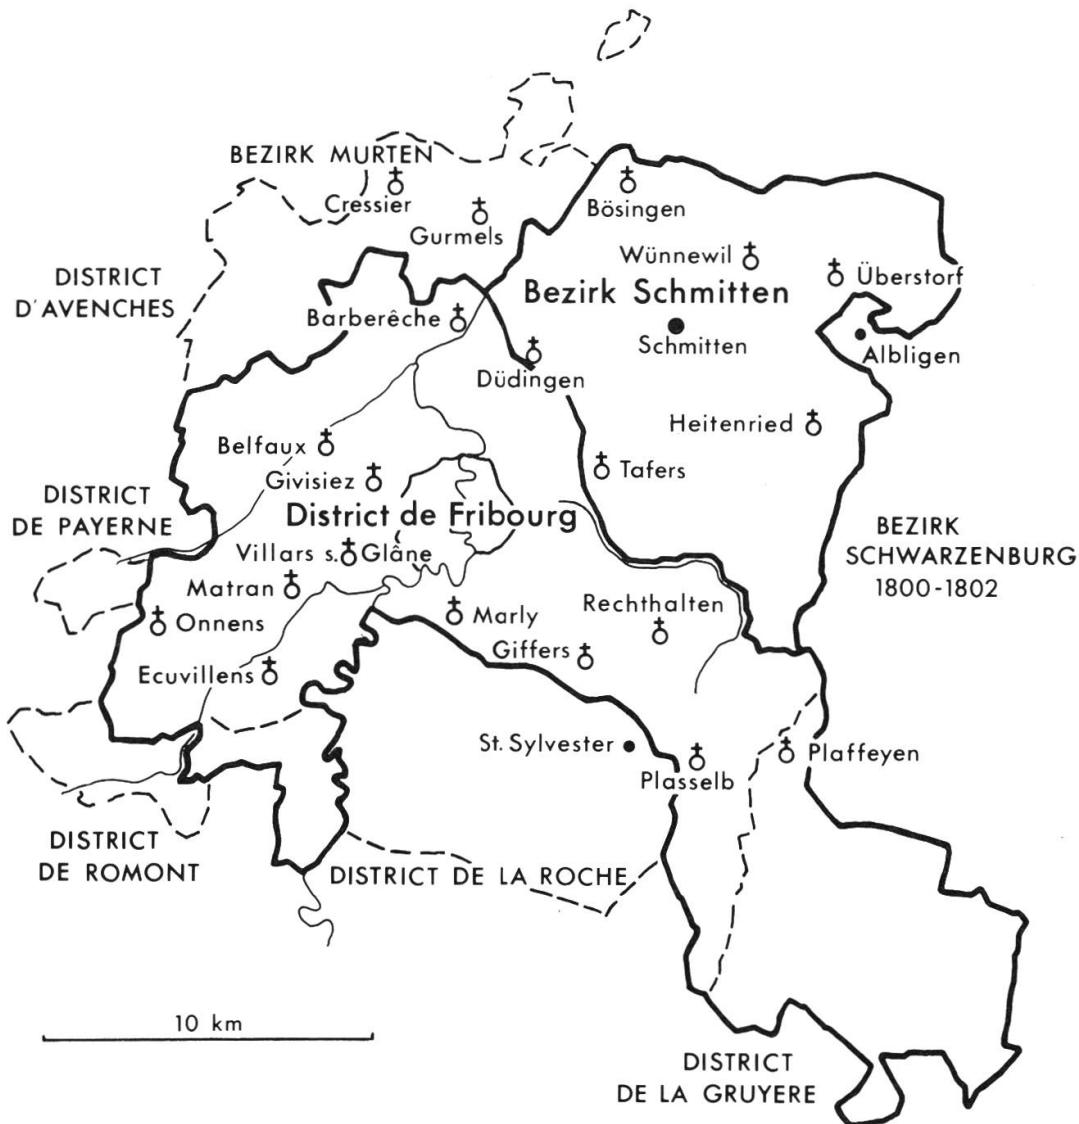 BEZIRK MURTEN
Cressier
Gurmels
Bösingen
Wünnewil
Überstorf
DISTRICT
D'AVENCHES
Bezirk Schmitten
Barberêche
Schmitten
Albligen
Düdingen
Heitenried
Belfaux
Tafers
Givisiez
DISTRICT
DE PAYERNE
District de Fribourg
BEZIRK
SCHWARZENBURG
1800-1802
Villars s. Glâne
Matran
Rechthalten
Onnens
Marly
Giffers
Ecuvillens
St. Sylvester
Plaffeyen
Plasselb
DISTRICT
DE ROMONT
DISTRICT DE LA ROCHE
10 km
DISTRICT
DE LA GRUYERE